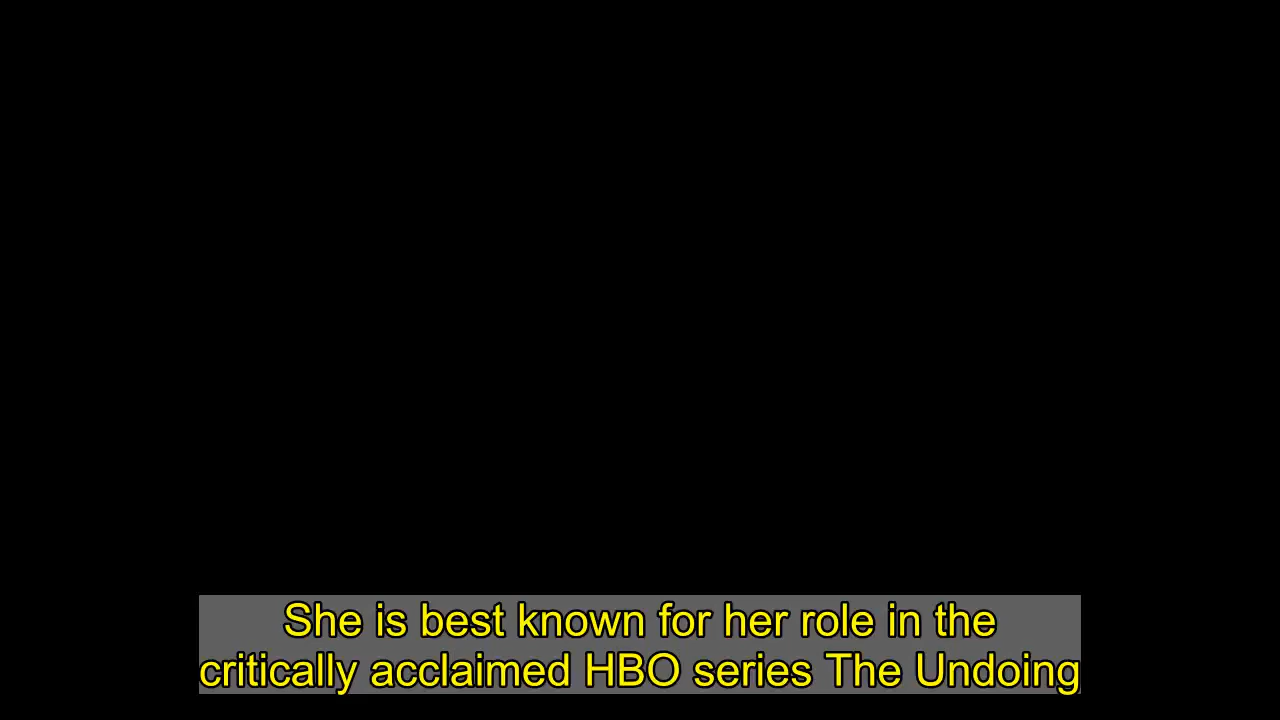 She is best known for her role in the
critically acclaimed HBO series The Undoing